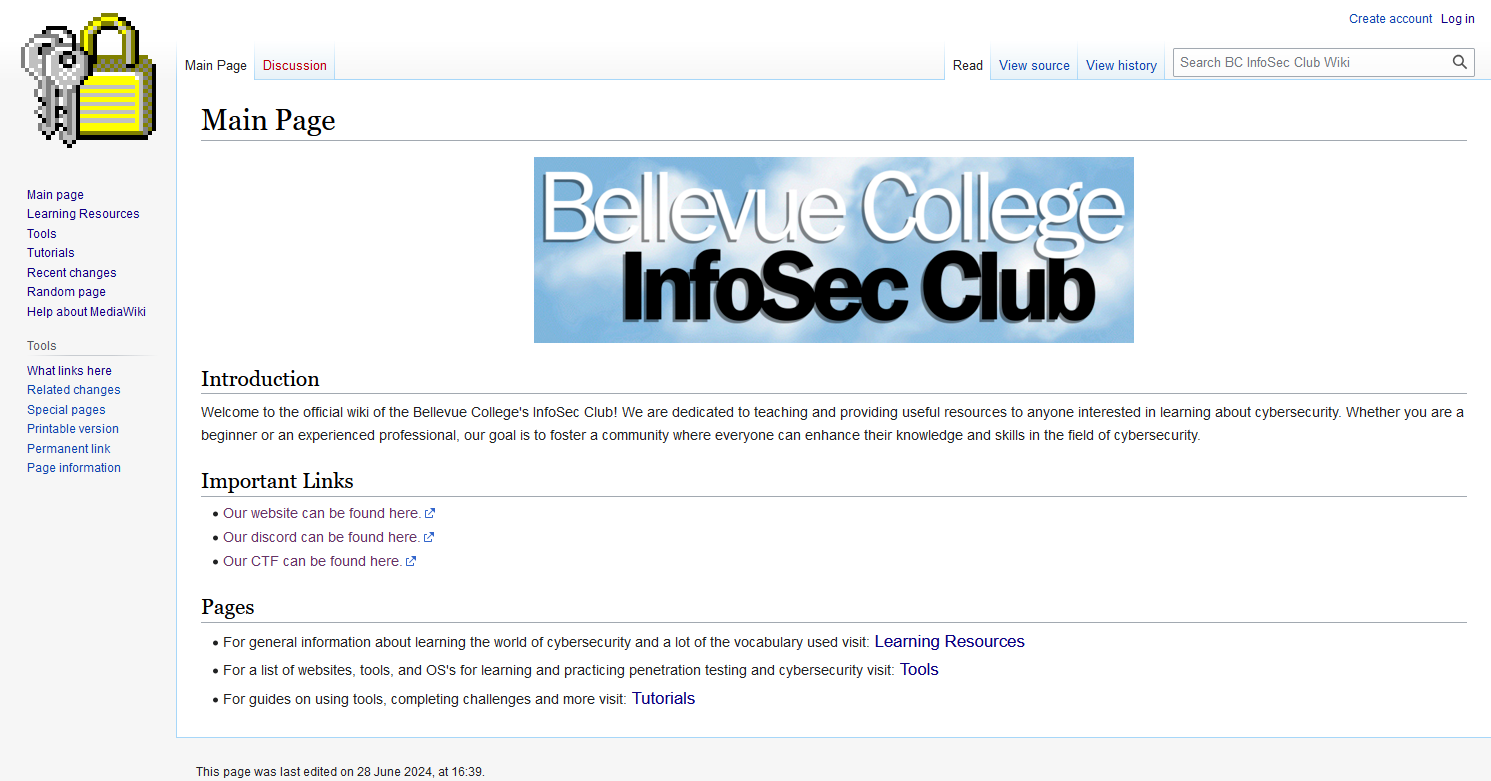 Create account Log in
Main Page Discussion Read View source View history Search BC InfoSec Club Wiki
Main Page
Bellevue College
InfoSec Club
Main page
Learning Resources
Tools
Tutorials
Recent changes
Random page
Help about MediaWiki
Tools
What links here
Related changes
Special pages
Printable version
Permanent link
Page information
Introduction
Welcome to the official wiki of the Bellevue College's InfoSec Club! We are dedicated to teaching and providing useful resources to anyone interested in learning about cybersecurity. Whether you are a
beginner or an experienced professional, our goal is to foster a community where everyone can enhance their knowledge and skills in the field of cybersecurity.
Important Links
Our website can be found here.
Our discord can be found here.
Our CTF can be found here.
Pages
For general information about learning the world of cybersecurity and a lot of the vocabulary used visit: Learning Resources
For a list of websites, tools, and OS's for learning and practicing penetration testing and cybersecurity visit: Tools
For guides on using tools, completing challenges and more visit: Tutorials
This page was last edited on 28 June 2024, at 16:39.